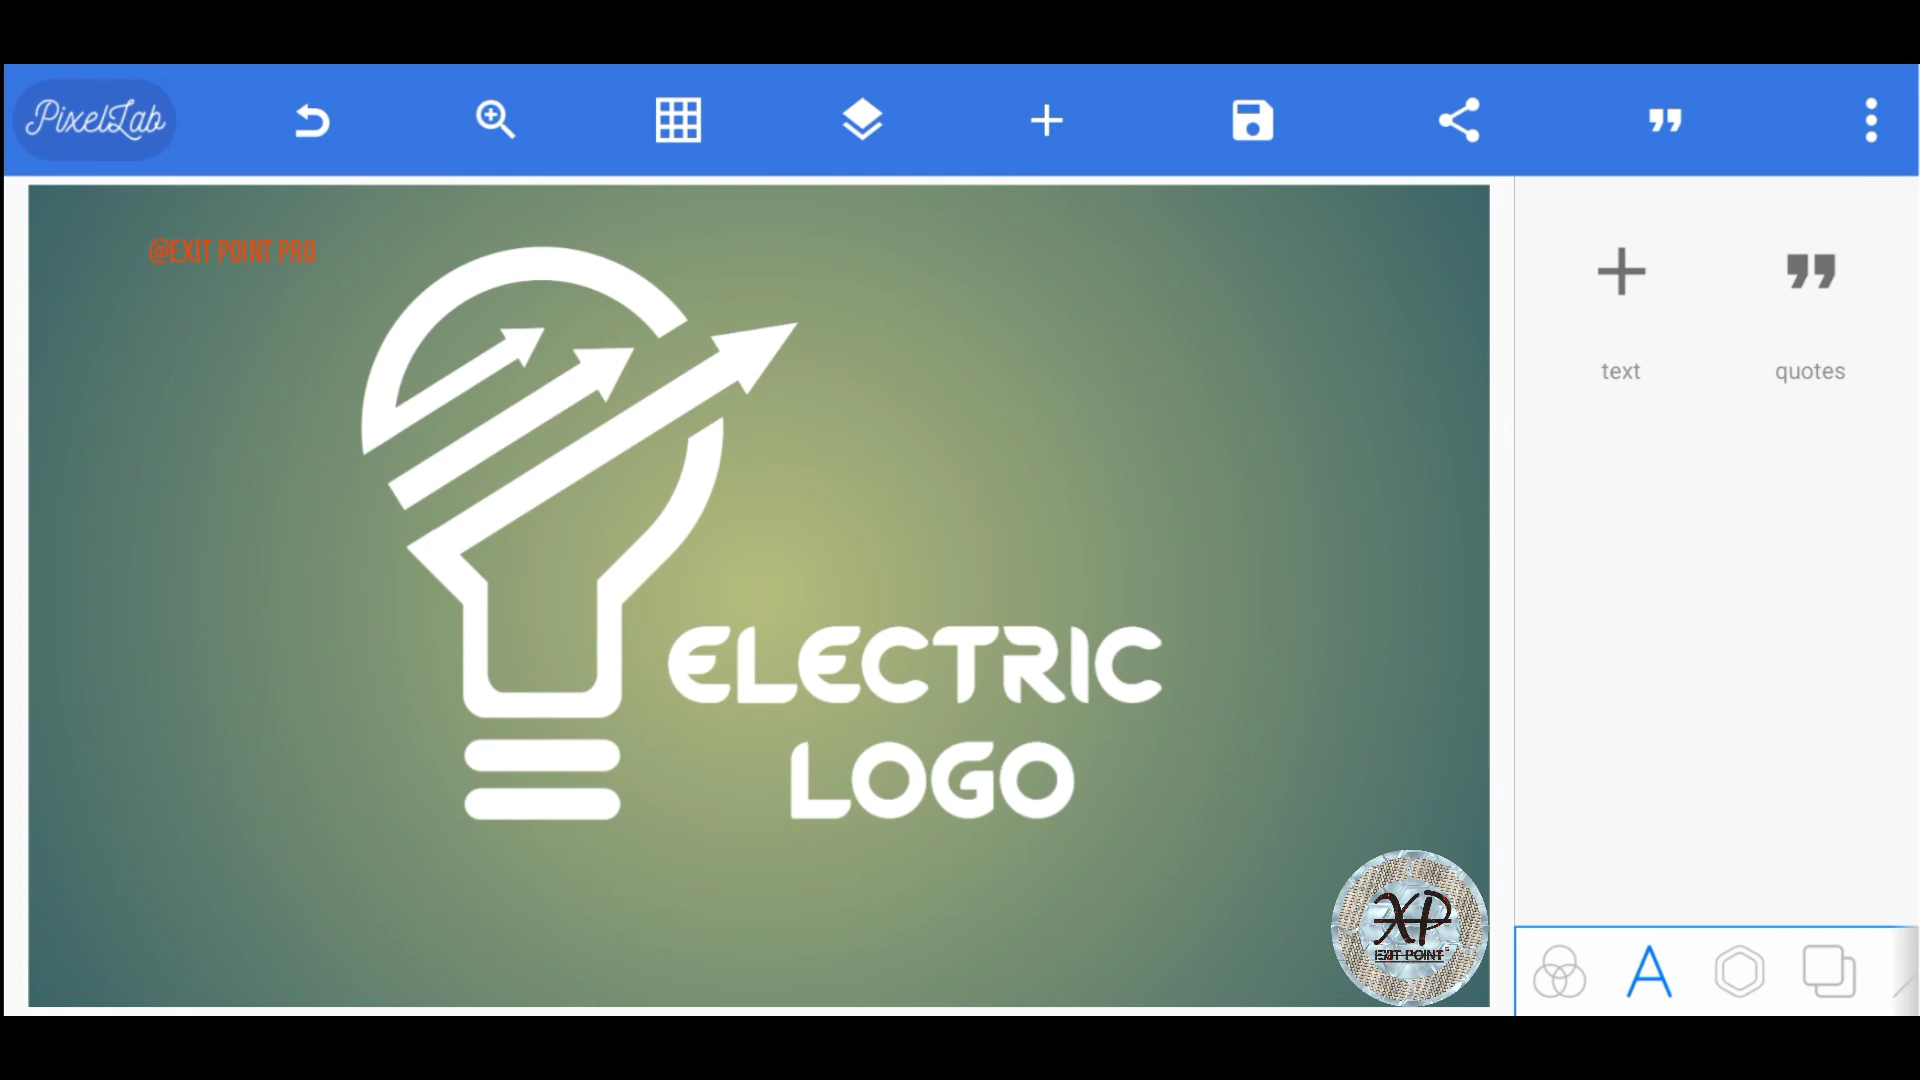 PixelLab
@EXIT POINT PRO
text
quotes
ELECTRIC
LOGO
XP
EXIT POINT